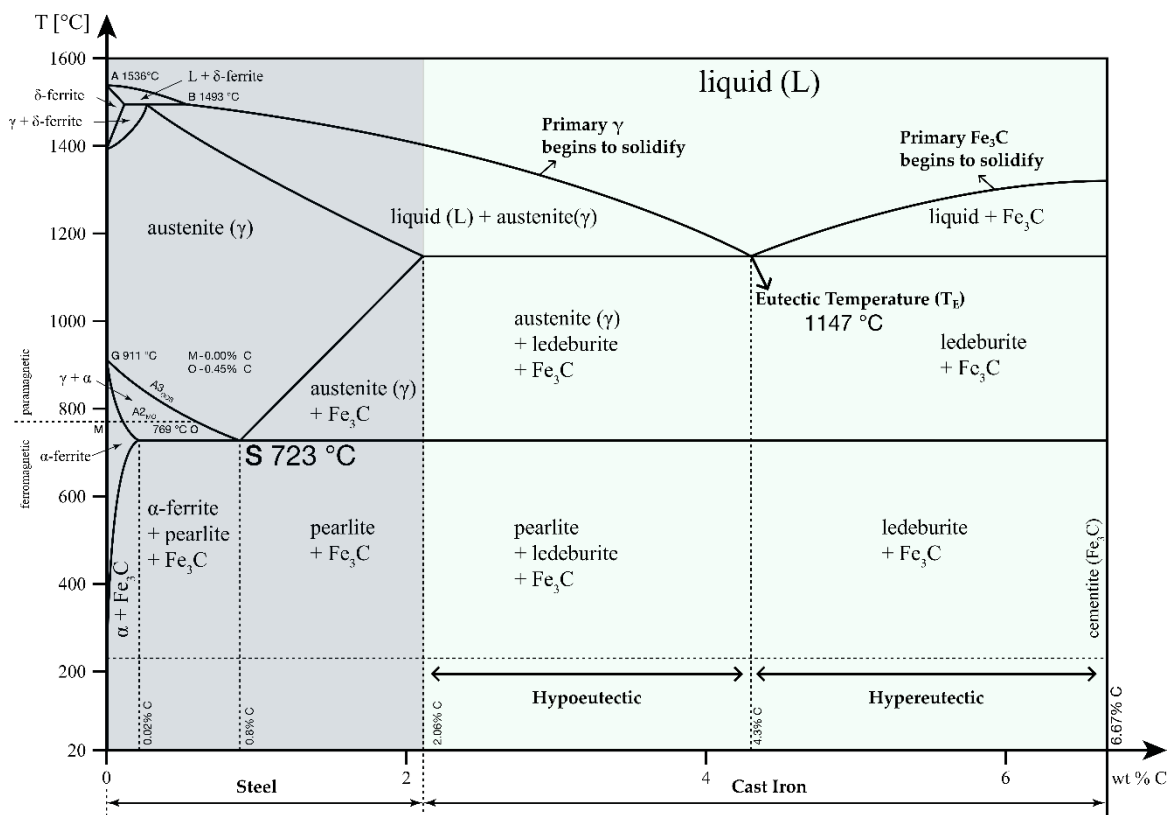 T [°C]
1600
1400
1200
1000
800
600
400
200
20
A 1536°C
L + δ-ferrite
δ-ferrite
B 1493 °C
γ + δ-ferrite
liquid (L)
Primary γ
begins to solidify
Primary Fe₃C
begins to solidify
austenite (γ)
liquid (L) + austenite(γ)
liquid + Fe₃C
Eutectic Temperature (T_E)
1147 °C
austenite (γ)
+ ledeburite
+ Fe₃C
ledeburite
+ Fe₃C
G 911 °C
M-0.00% C
O-0.45% C
γ + α
A3
austenite (γ)
+ Fe₃C
A2
M
769 °C O
paramagnetic
ferromagnetic
α-ferrite
S 723 °C
α-ferrite
+ pearlite
+ Fe₃C
pearlite
+ Fe₃C
pearlite
+ ledeburite
+ Fe₃C
ledeburite
+ Fe₃C
α + Fe₃C
cementite (Fe₃C)
Hypoeutectic
Hypereutectic
0.02% C
0.8% C
2.06% C
4.3% C
6.67% C
0
2
4
6
wt % C
Steel
Cast Iron